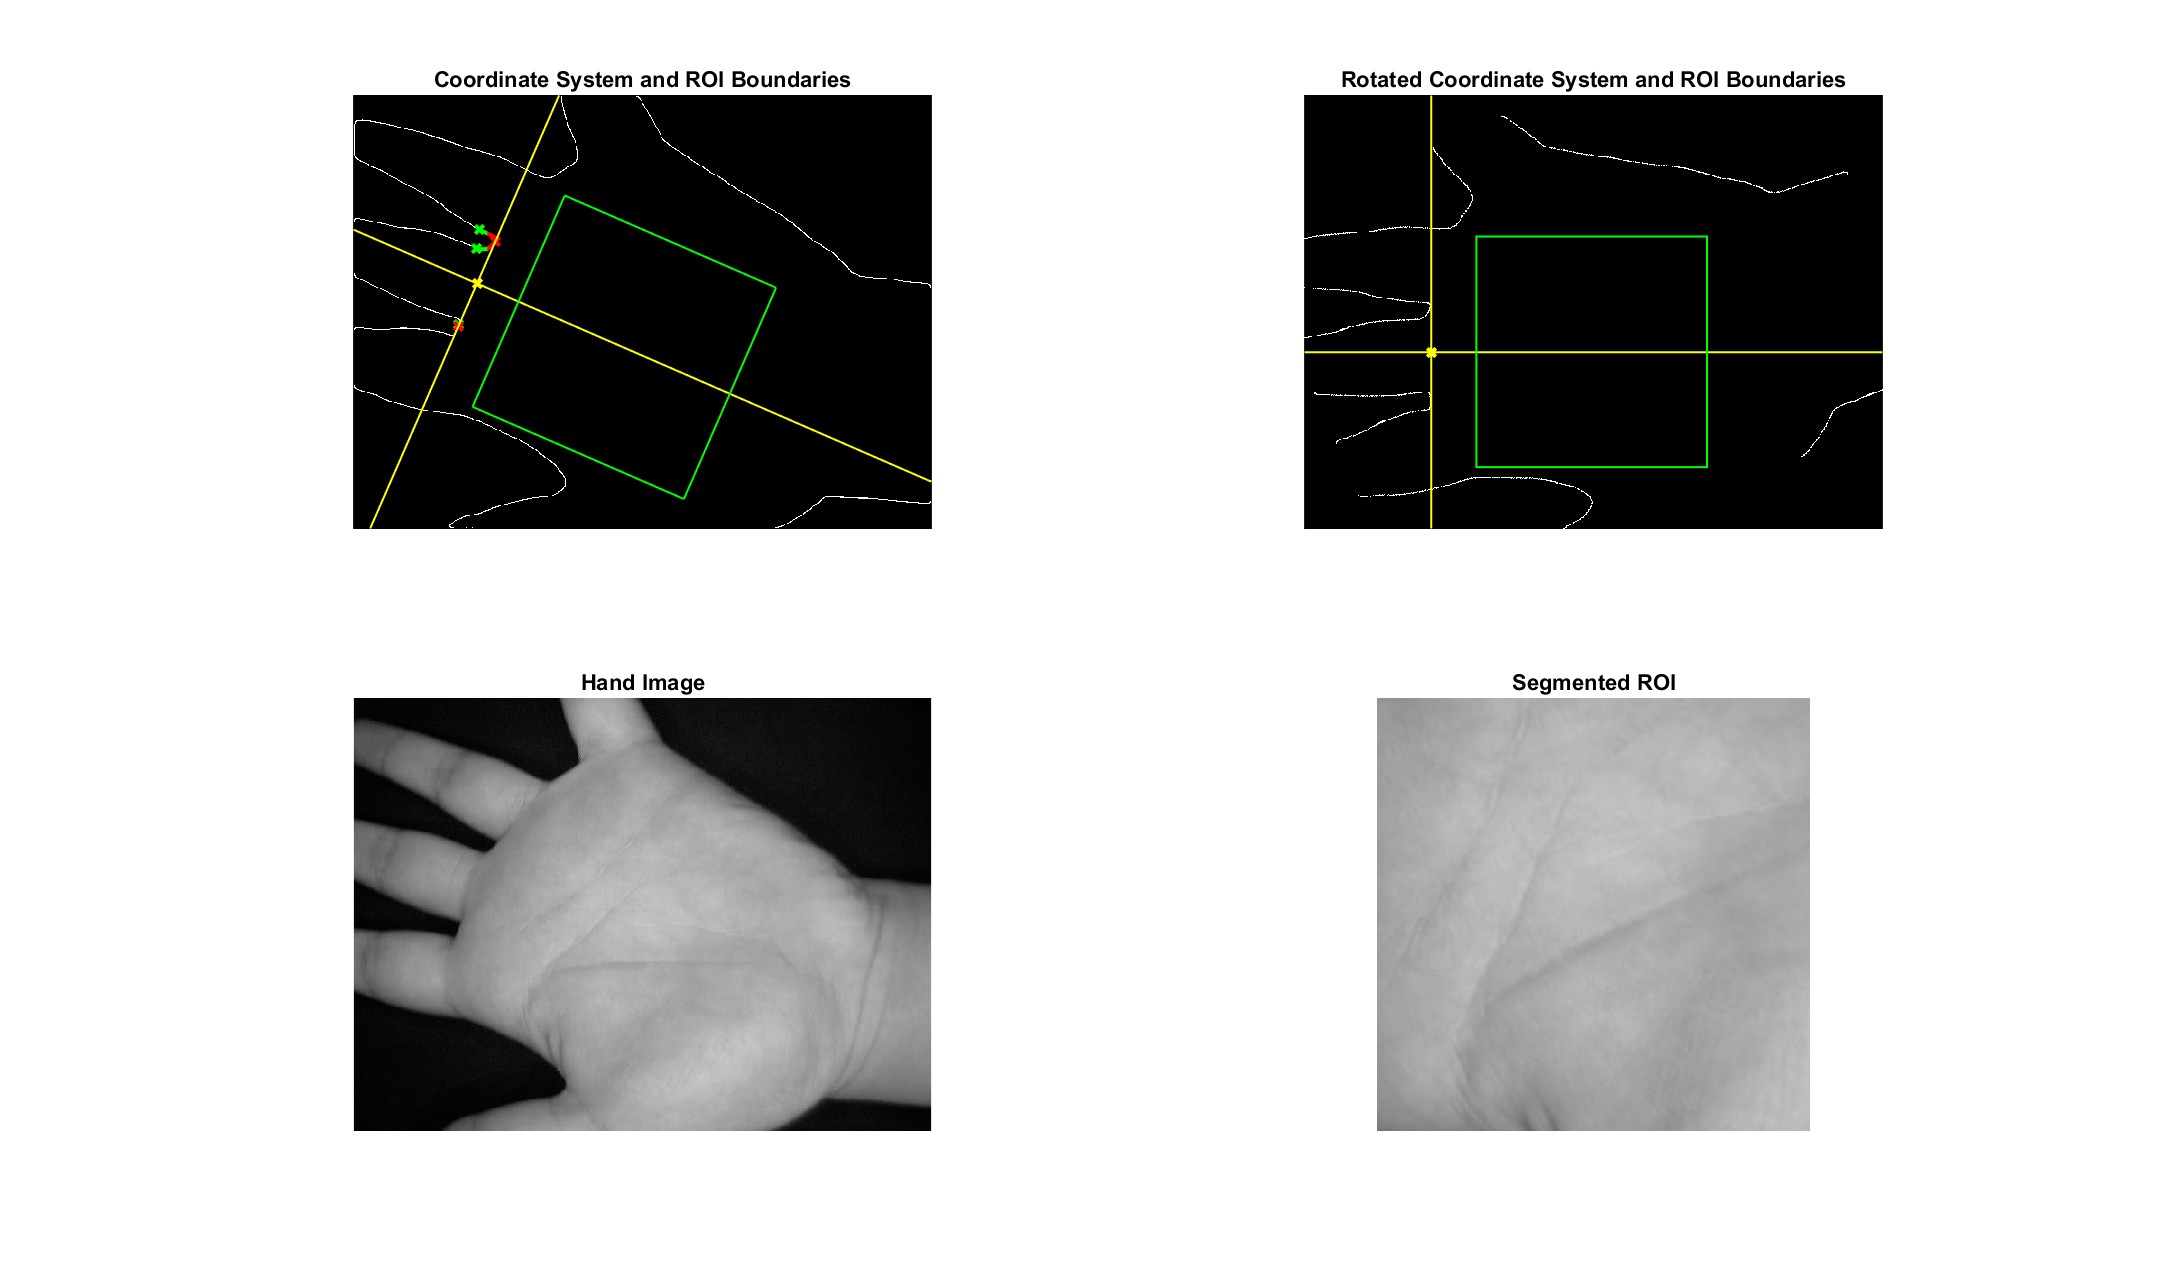 Coordinate System and ROI Boundaries
Rotated Coordinate System and ROI Boundaries
Hand Image
Segmented ROI